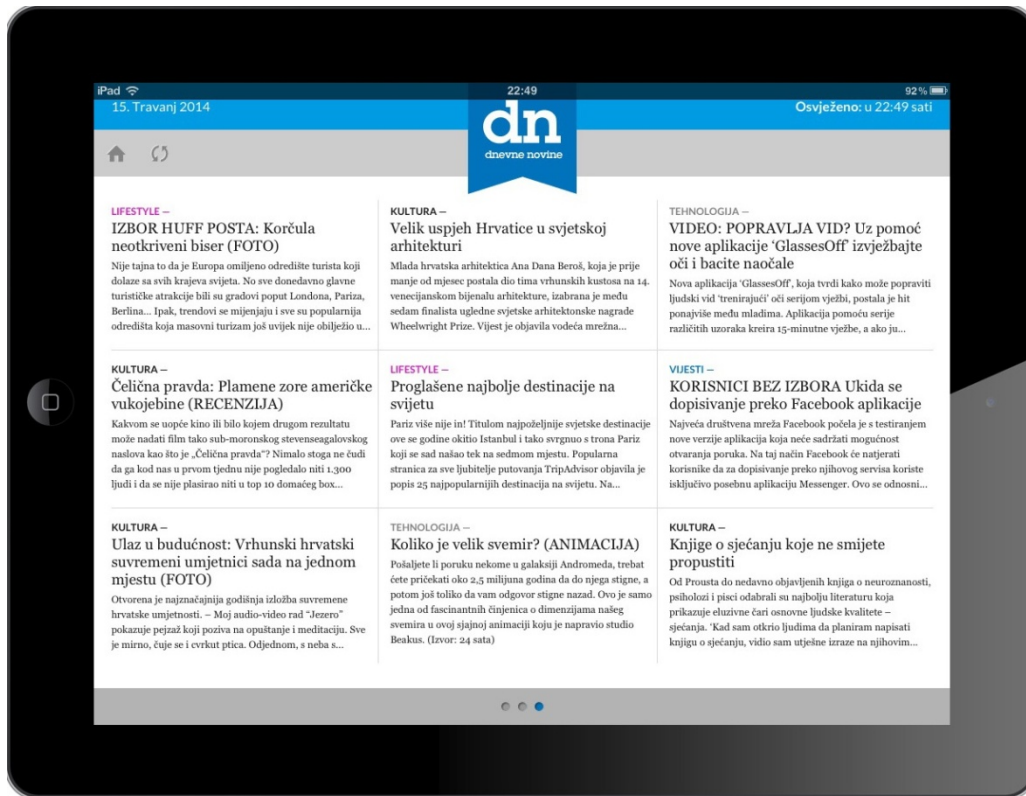 iPad
22:49
92 %
15. Travanj 2014
Osvježeno: u 22:49 sati
dn
dnevne novine
LIFESTYLE —
IZBOR HUFF POSTA: Korčula
neotkriveni biser (FOTO)
Nije tajna to da je Europa omiljeno odredište turista koji
dolaze sa svih krajeva svijeta. No sve donedavno glavne
turističke atrakcije bili su gradovi poput Londona, Pariza,
Berlina... Ipak, trendovi se mijenjaju i sve su popularnija
odredišta koja masovni turizam još uvijek nije obilježio u...
KULTURA —
Velik uspjeh Hrvatice u svjetskoj
arhitekturi
Mlada hrvatska arhitektica Ana Dana Beroš, koja je prije
manje od mjesec postala dio tima vrhunskih kustosa na 14.
venecijanskom bijenalu arhitekture, izabrana je među
sedam finalista ugledne svjetske arhitektonske nagrade
Wheelwright Prize. Vijest je objavila vodeća mrežna...
TEHNOLOGIJA —
VIDEO: POPRAVLJA VID? Uz pomoć
nove aplikacije ‘GlassesOff’ izvježbajte
oči i bacite naočale
Nova aplikacija ‘GlassesOff’, koja tvrdi kako može popraviti
ljudski vid ‘trenirajući’ oči serijom vježbi, postala je hit
ponajviše među mladima. Aplikacija pomoću serije
različitih uzoraka kreira 15-minutne vježbe, a ako ju...
KULTURA —
Čelična pravda: Plamene zore američke
vukojebine (RECENZIJA)
Kakvom se uopće kino ili bilo kojem drugom rezultatu
može nadati film tako sub-moronskog stevenseagalovskog
naslova kao što je „Čelična pravda“? Nimalo stoga ne čudi
da ga kod nas u prvom tjednu nije pogledalo niti 1.300
ljudi i da se nije plasirao niti u top 10 domaćeg box...
LIFESTYLE —
Proglašene najbolje destinacije na
svijetu
Pariz više nije in! Titulom najpoželjnije svjetske destinacije
ove se godine okitio Istanbul i tako svrgnuo s trona Pariz
koji se sad našao tek na sedmom mjestu. Popularna
stranica za sve ljubitelje putovanja TripAdvisor objavila je
popis 25 najpopularnijih destinacija na svijetu. Na...
VIJESTI —
KORISNICI BEZ IZBORA Ukida se
dopisivanje preko Facebook aplikacije
Najveća društvena mreža Facebook počela je s testiranjem
nove verzije aplikacija koja neće sadržati mogućnost
otvaranja poruka. Na taj način Facebook će natjerati
korisnike da za dopisivanje preko njihovog servisa koriste
isključivo posebnu aplikaciju Messenger. Ovo se odnosni...
KULTURA —
Ulaz u budućnost: Vrhunski hrvatski
suvremeni umjetnici sada na jednom
mjestu (FOTO)
Otvorena je najznačajnija godišnja izložba suvremene
hrvatske umjetnosti. – Moj audio-video rad “Jezero”
pokazuje pejzaž koji poziva na opuštanje i meditaciju. Sve
je mirno, čuje se i cvrkut ptica. Odjednom, s neba s...
TEHNOLOGIJA —
Koliko je velik svemir? (ANIMACIJA)
Pošaljete li poruku nekome u galaksiji Andromeda, trebat
ćete pričekati oko 2,5 milijuna godina da do njega stigne, a
potom još toliko da vam odgovor stigne nazad. Ovo je samo
jedna od fascinantnih činjenica o dimenzijama našeg
svemira u ovoj sjajnoj animaciji koju je napravio studio
Beakus. (Izvor: 24 sata)
KULTURA —
Knjige o sjećanju koje ne smijete
propustiti
Od Prousta do nedavno objavljenih knjiga o neuroznanosti,
psiholozi i pisci odabrali su najbolju literaturu koja
prikazuje eluzivne čari osnovne ljudske kvalitete –
sjećanja. ‘Kad sam otkrio ljudima da planiram napisati
knjigu o sjećanju, vidio sam utješne izraze na njihovim...